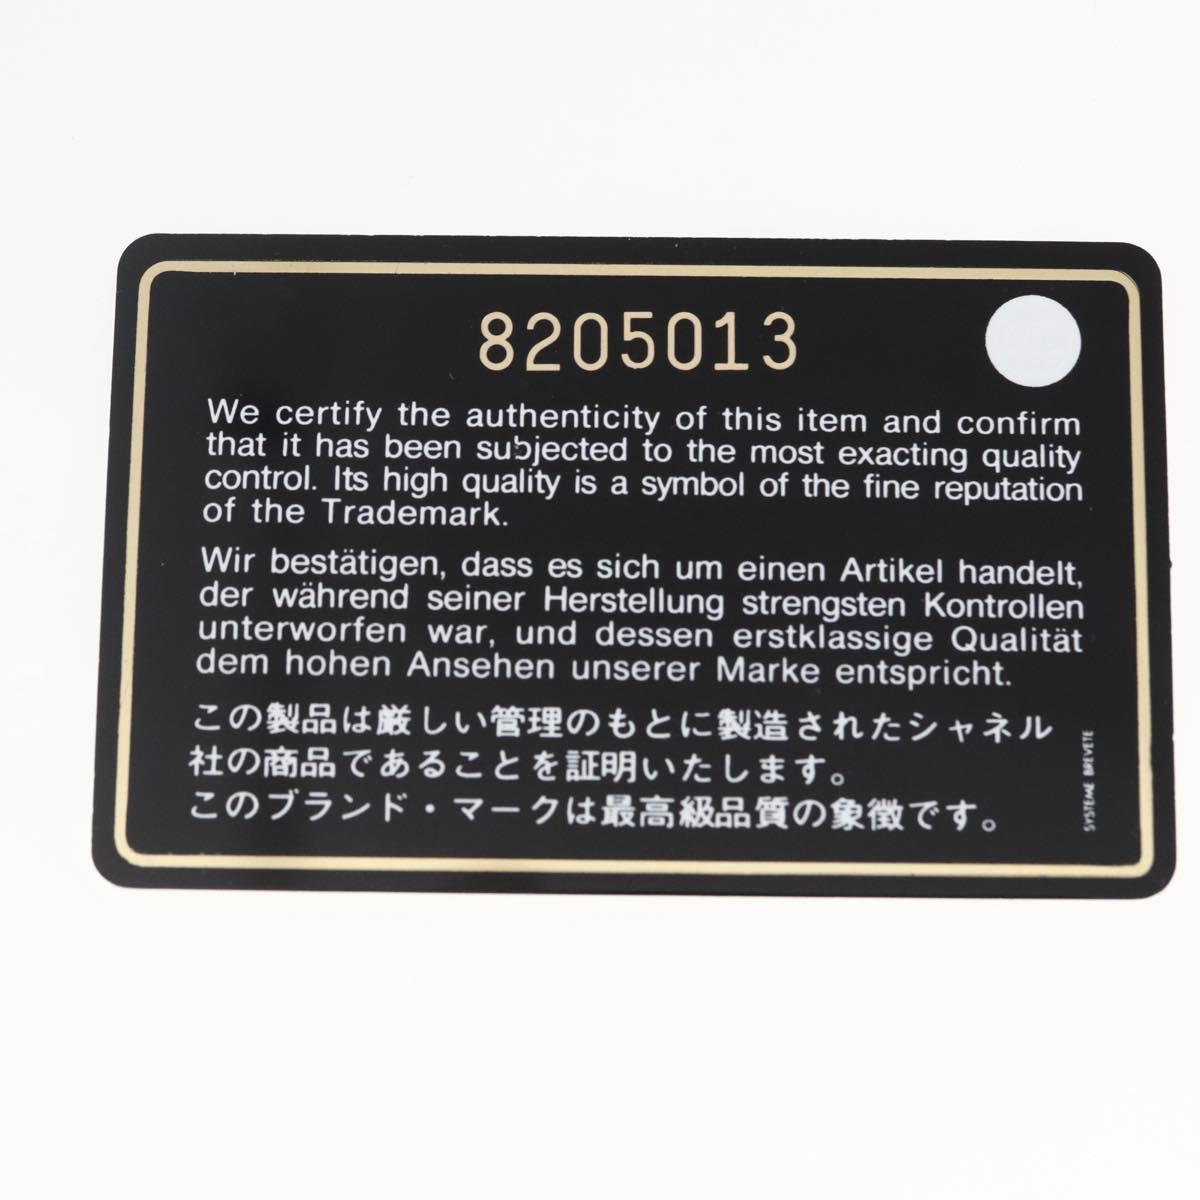 8205013
We certify the authenticity of this item and confirm
that it has been subjected to the most exacting quality
control. Its high quality is a symbol of the fine reputation
of the Trademark.
Wir bestätigen, dass es sich um einen Artikel handelt,
der während seiner Herstellung strengsten Kontrollen
unterworfen war, und dessen erstklassige Qualität
dem hohen Ansehen unserer Marke entspricht.
この製品は厳しい管理のもとに製造されたシャネル
社の商品であることを証明いたします。
このブランド・マークは最高級品質の象徴です。
SYSTEME BREVETE